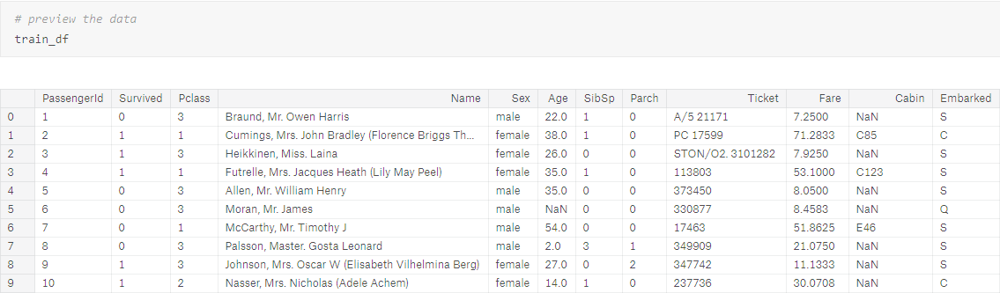 # preview the data
train_df
PassengerId Survived Pclass Name Sex Age SibSp Parch Ticket Fare Cabin Embarked
0 1 0 3 Braund, Mr. Owen Harris male 22.0 1 0 A/5 21171 7.2500 NaN S
1 2 1 1 Cumings, Mrs. John Bradley (Florence Briggs Th... female 38.0 1 0 PC 17599 71.2833 C85 C
2 3 1 3 Heikkinen, Miss. Laina female 26.0 0 0 STON/O2. 3101282 7.9250 NaN S
3 4 1 1 Futrelle, Mrs. Jacques Heath (Lily May Peel) female 35.0 1 0 113803 53.1000 C123 S
4 5 0 3 Allen, Mr. William Henry male 35.0 0 0 373450 8.0500 NaN S
5 6 0 3 Moran, Mr. James male NaN 0 0 330877 8.4583 NaN Q
6 7 0 1 McCarthy, Mr. Timothy J male 54.0 0 0 17463 51.8625 E46 S
7 8 0 3 Palsson, Master. Gosta Leonard male 2.0 3 1 349909 21.0750 NaN S
8 9 1 3 Johnson, Mrs. Oscar W (Elisabeth Vilhelmina Berg) female 27.0 0 2 347742 11.1333 NaN S
9 10 1 2 Nasser, Mrs. Nicholas (Adele Achem) female 14.0 1 0 237736 30.0708 NaN C